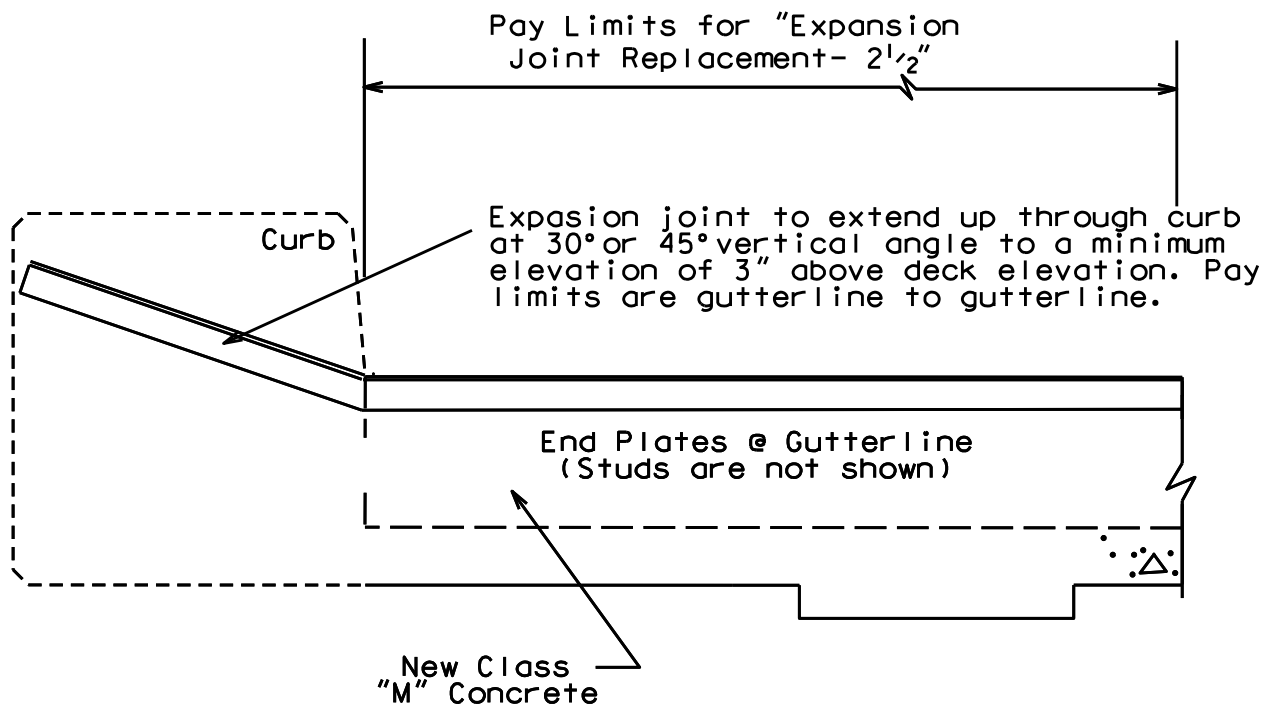 Pay Limits for "Expansion
Joint Replacement- 2 1/2"
Curb
Expasion joint to extend up through curb
at 30° or 45° vertical angle to a minimum
elevation of 3" above deck elevation. Pay
limits are gutterline to gutterline.
End Plates @ Gutterline
(Studs are not shown)
New Class
"M" Concrete